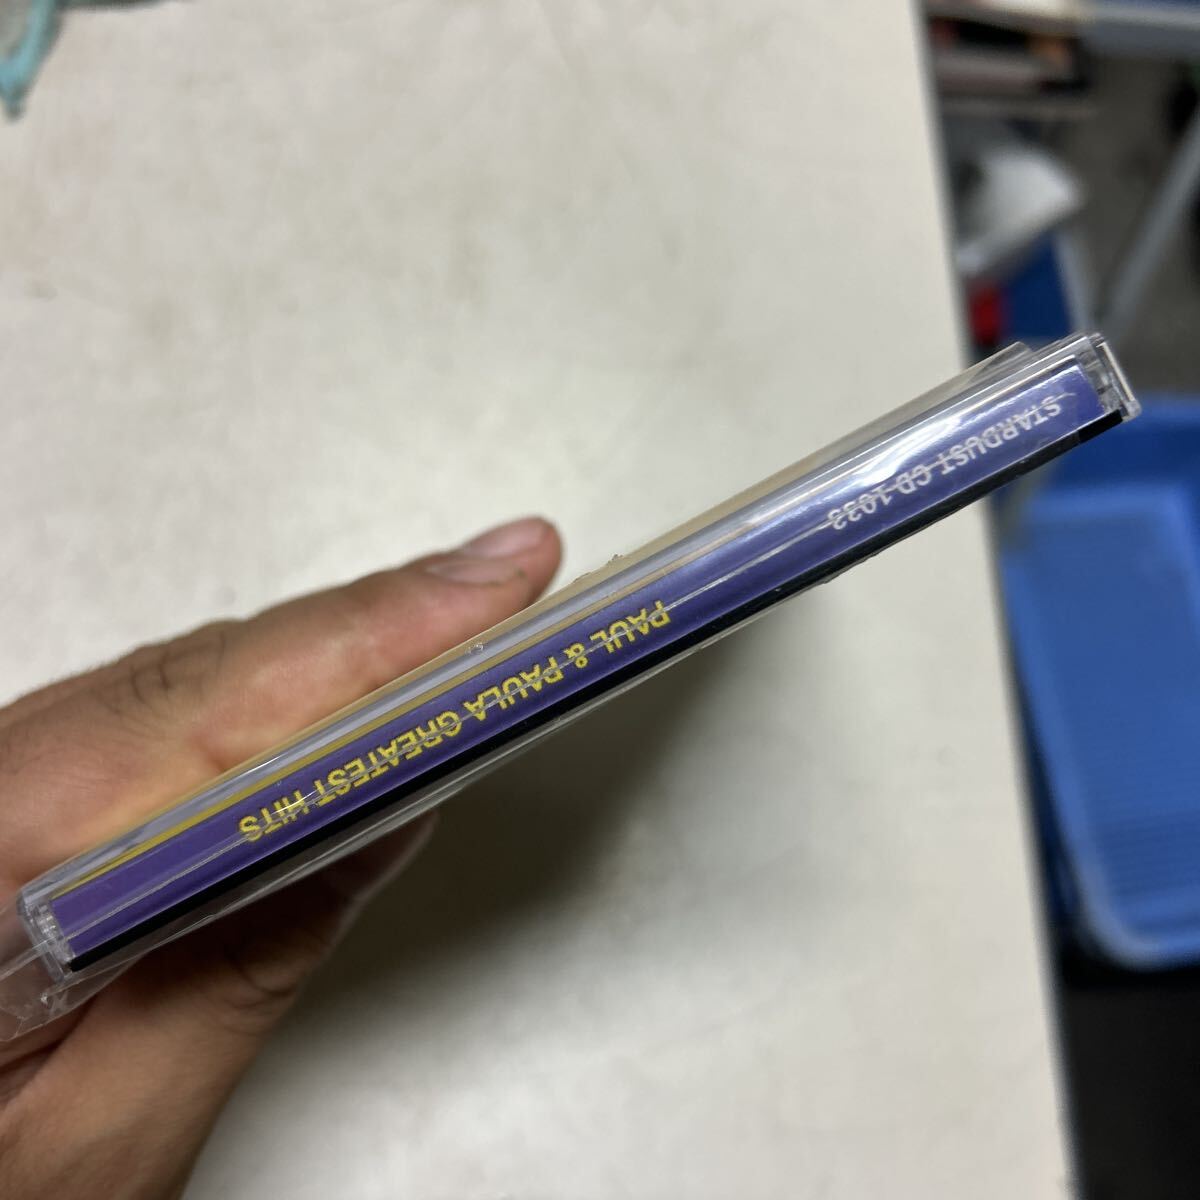 STARDUST CD 1033
PAUL & PAULA GREATEST HITS